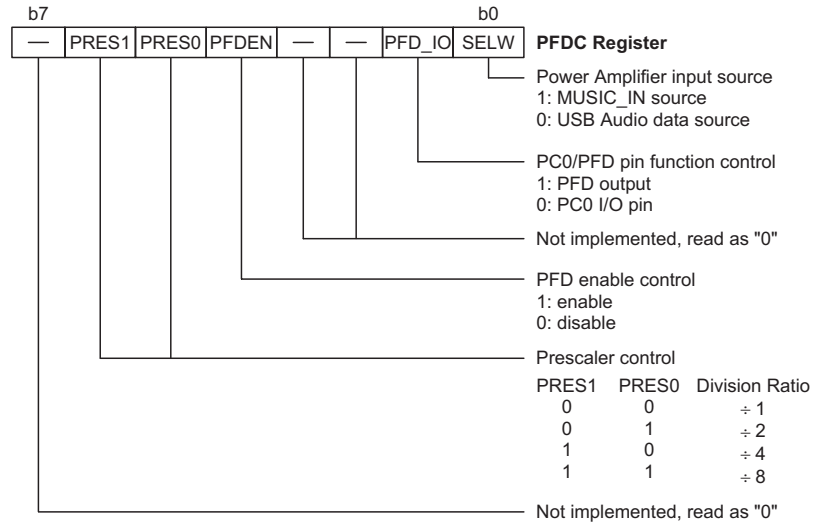 b7 b0
— PRES1 PRES0 PFDEN — — PFD_IO SELW PFDC Register
Power Amplifier input source
1: MUSIC_IN source
0: USB Audio data source
PC0/PFD pin function control
1: PFD output
0: PC0 I/O pin
Not implemented, read as "0"
PFD enable control
1: enable
0: disable
Prescaler control
PRES1 PRES0 Division Ratio
0 0 ÷ 1
0 1 ÷ 2
1 0 ÷ 4
1 1 ÷ 8
Not implemented, read as "0"